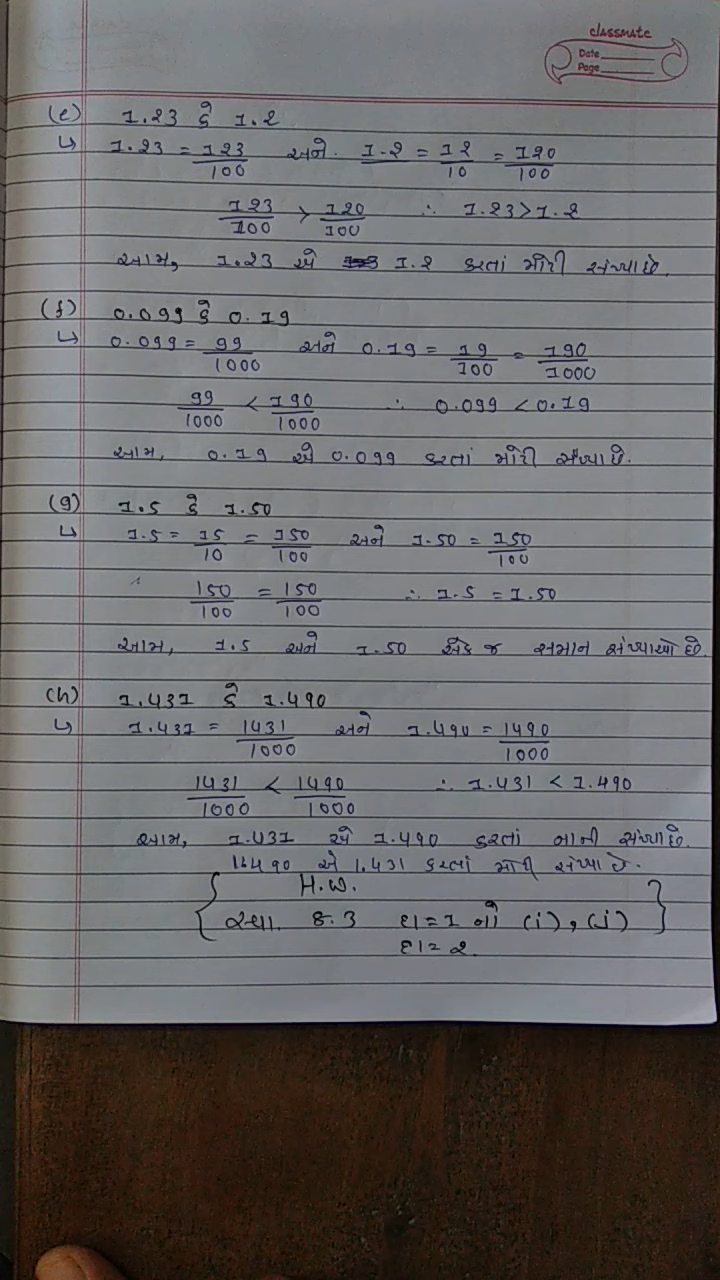 classmate
Date
Page
(e) 1.23 કે 1.2
↳ 1.23 = 123/100 અને 1.2 = 12/10 = 120/100
123/100 > 120/100 ∴ 1.23 > 1.2
આમ, 1.23 એ 1.2 કરતાં મોટી સંખ્યા છે.
(f) 0.099 કે 0.19
↳ 0.099 = 99/1000 અને 0.19 = 19/100 = 190/1000
99/1000 < 190/1000 ∴ 0.099 < 0.19
આમ, 0.19 એ 0.099 કરતાં મોટી સંખ્યા છે.
(g) 1.5 કે 1.50
↳ 1.5 = 15/10 = 150/100 અને 1.50 = 150/100
150/100 = 150/100 ∴ 1.5 = 1.50
આમ, 1.5 અને 1.50 એક જ સમાન સંખ્યાઓ છે.
(h) 1.431 કે 1.490
↳ 1.431 = 1431/1000 અને 1.490 = 1490/1000
1431/1000 < 1490/1000 ∴ 1.431 < 1.490
આમ, 1.431 એ 1.490 કરતાં નાની સંખ્યા છે.
1.490 એ 1.431 કરતાં મોટી સંખ્યા છે.
H.W.
{ સ્વા. 8.3 દા=1 નો (i), (j) }
દા= 2.